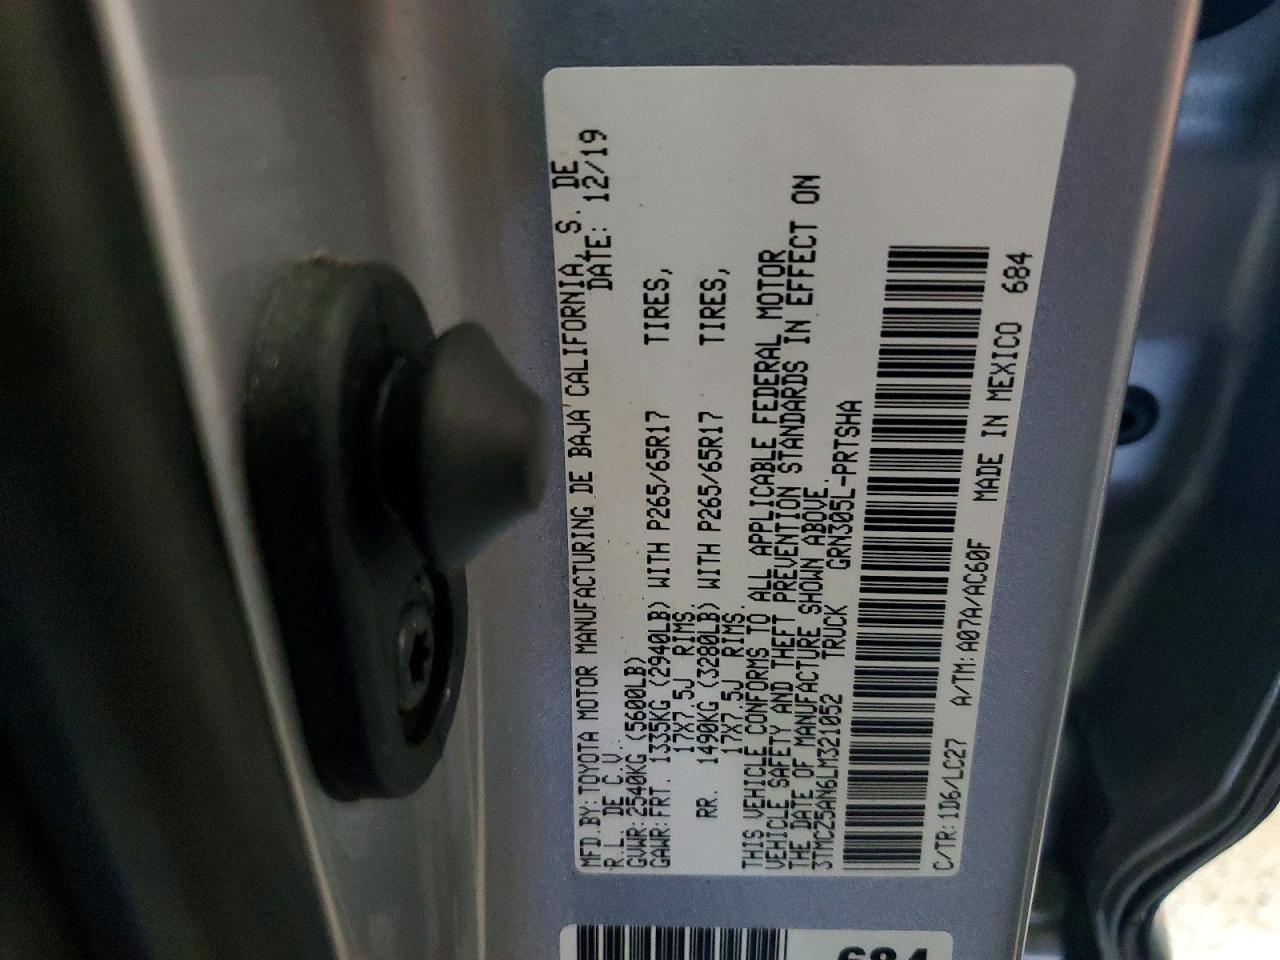 MFD.BY:TOYOTA MOTOR MANUFACTURING DE BAJA CALIFORNIA, S. DE
R.L. DE C.V. DATE: 12/19
GVWR:2540KG (5600LB)
GAWR:FRT. 1335KG (2940LB) WITH P265/65R17 TIRES,
17X7.5J RIMS.
RR. 1490KG (3280LB) WITH P265/65R17 TIRES,
17X7.5J RIMS.
THIS VEHICLE CONFORMS TO ALL APPLICABLE FEDERAL MOTOR
VEHICLE SAFETY AND THEFT PREVENTION STANDARDS IN EFFECT ON
THE DATE OF MANUFACTURE SHOWN ABOVE.
3TMCZ5AN6LM321052 TRUCK GRN305L-PRTSHA
C/TR:1D6/LC27 A/TM:A07A/AC60F MADE IN MEXICO 684
684